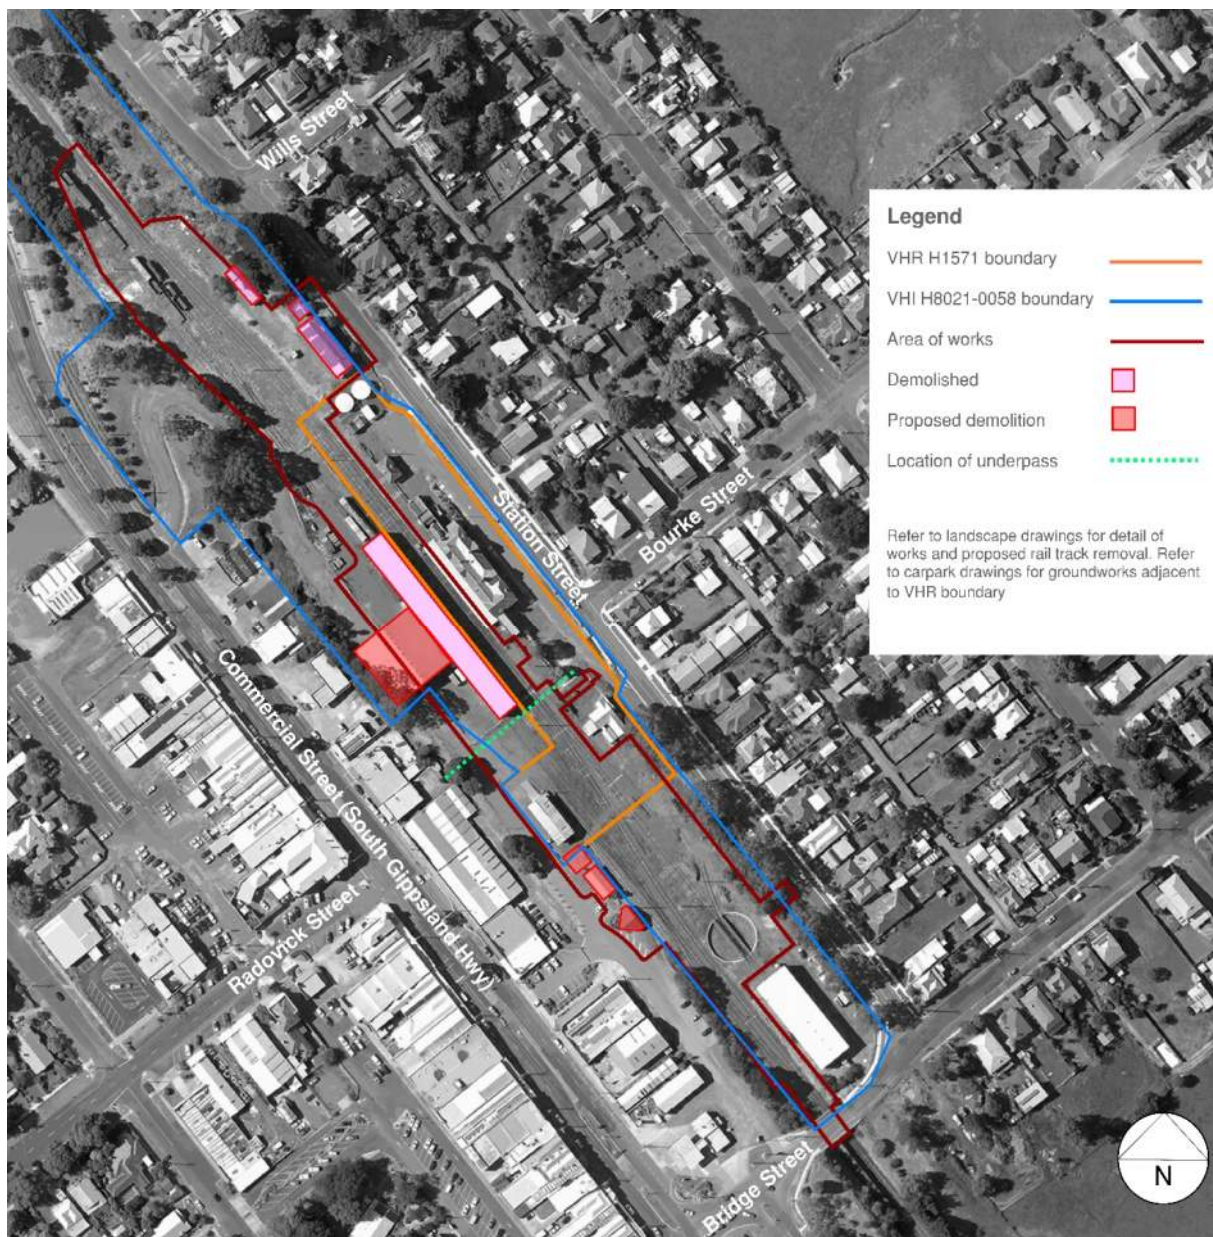 Wills Street
Legend
VHR H1571 boundary
VHI H8021-0058 boundary
Area of works
Demolished
Proposed demolition
Location of underpass
Refer to landscape drawings for detail of
works and proposed rail track removal. Refer
to carpark drawings for groundworks adjacent
to VHR boundary
Station Street
Bourke Street
Commercial Street (South Gippsland Hwy)
Radovick Street
Bridge Street
N